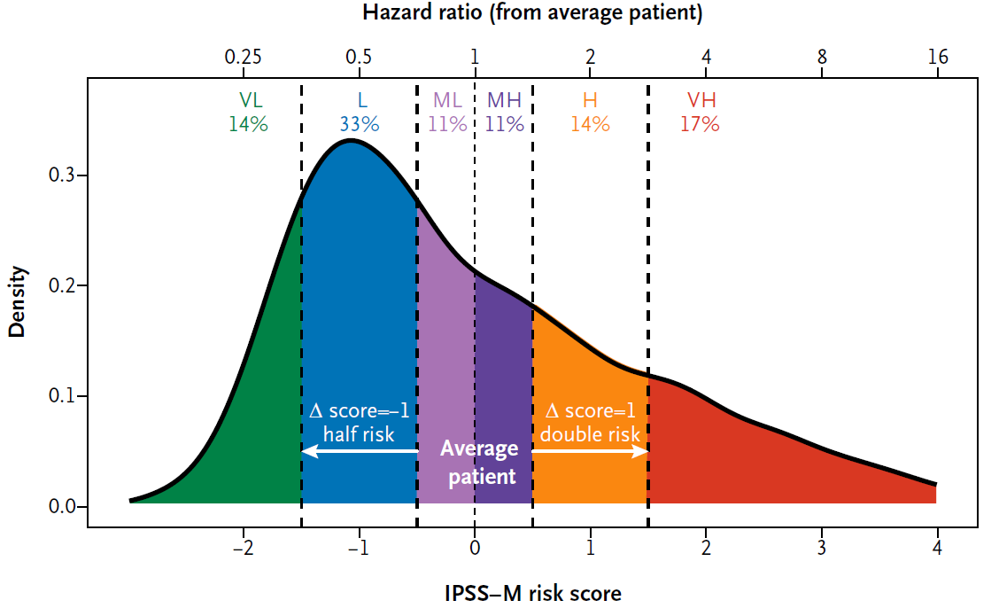 Hazard ratio (from average patient)
0.25 0.5 1 2 4 8 16
VL L ML MH H VH
14% 33% 11% 11% 14% 17%
0.3
0.2
0.1
0.0
Density
Δ score=–1
half risk
Average
patient
Δ score=1
double risk
–2 –1 0 1 2 3 4
IPSS–M risk score